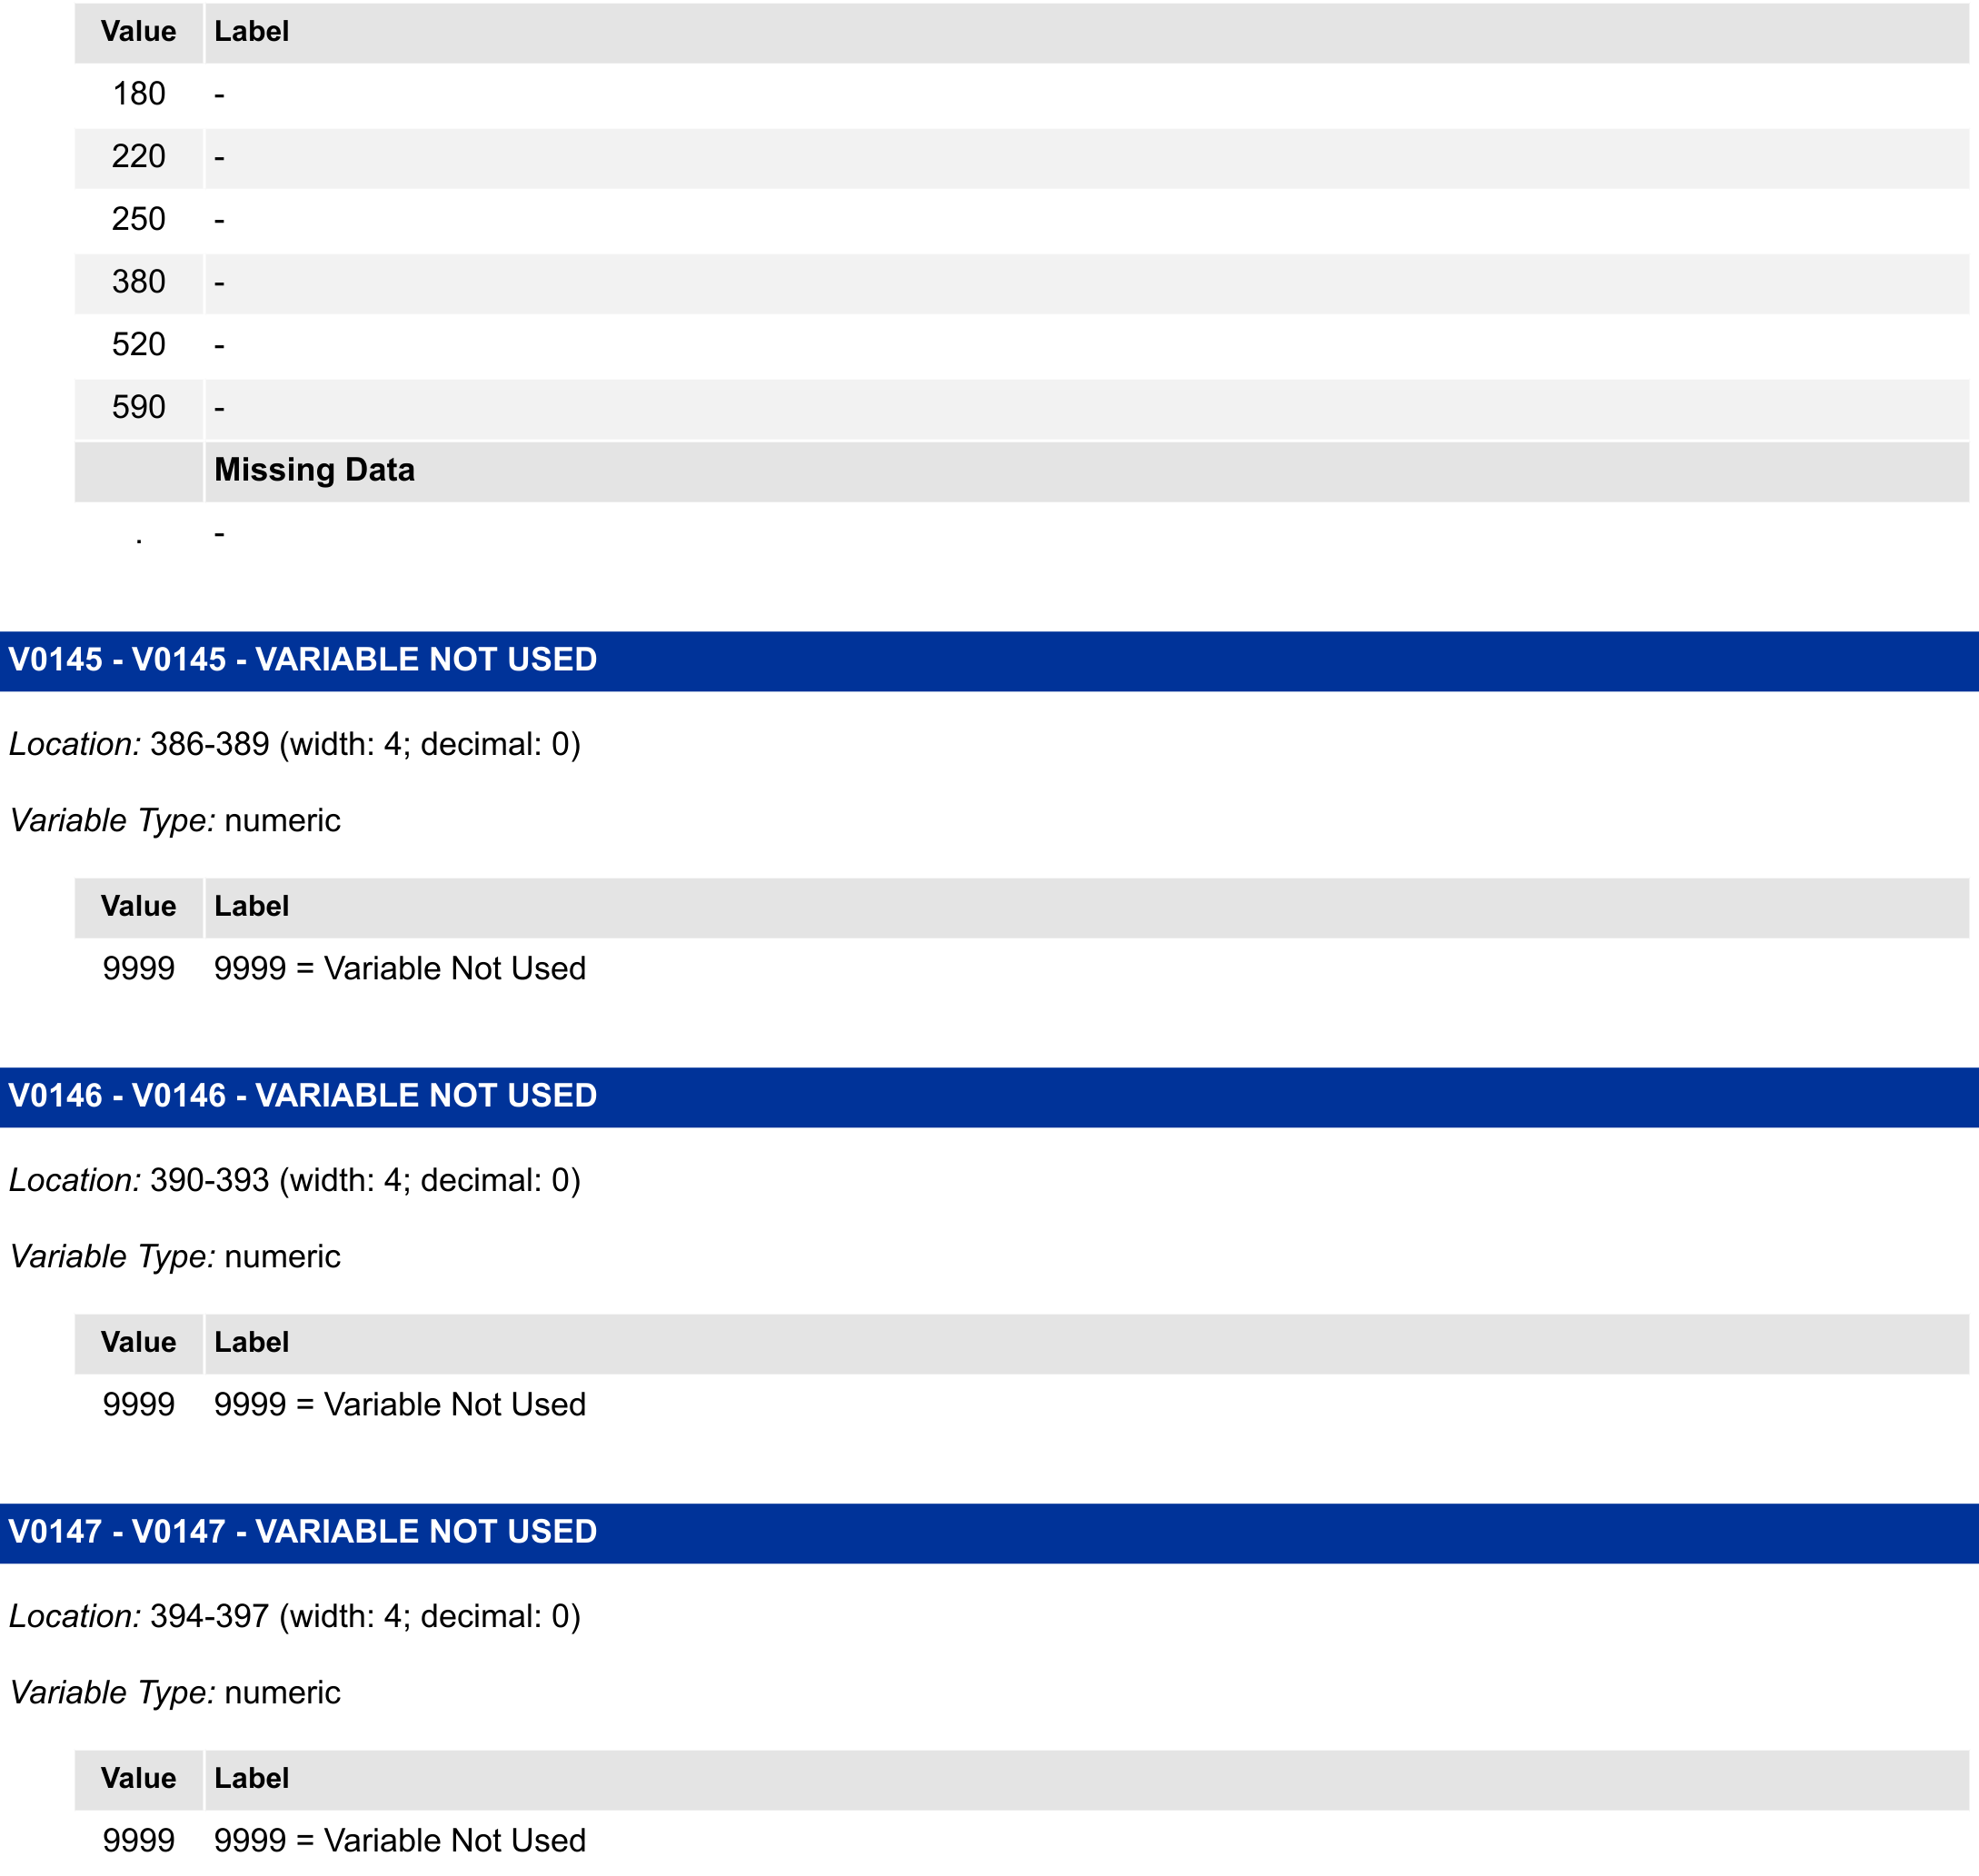 Value Label
180 -
220 -
250 -
380 -
520 -
590 -
Missing Data
. -
V0145 - V0145 - VARIABLE NOT USED
Location: 386-389 (width: 4; decimal: 0)
Variable Type: numeric
Value Label
9999 9999 = Variable Not Used
V0146 - V0146 - VARIABLE NOT USED
Location: 390-393 (width: 4; decimal: 0)
Variable Type: numeric
Value Label
9999 9999 = Variable Not Used
V0147 - V0147 - VARIABLE NOT USED
Location: 394-397 (width: 4; decimal: 0)
Variable Type: numeric
Value Label
9999 9999 = Variable Not Used